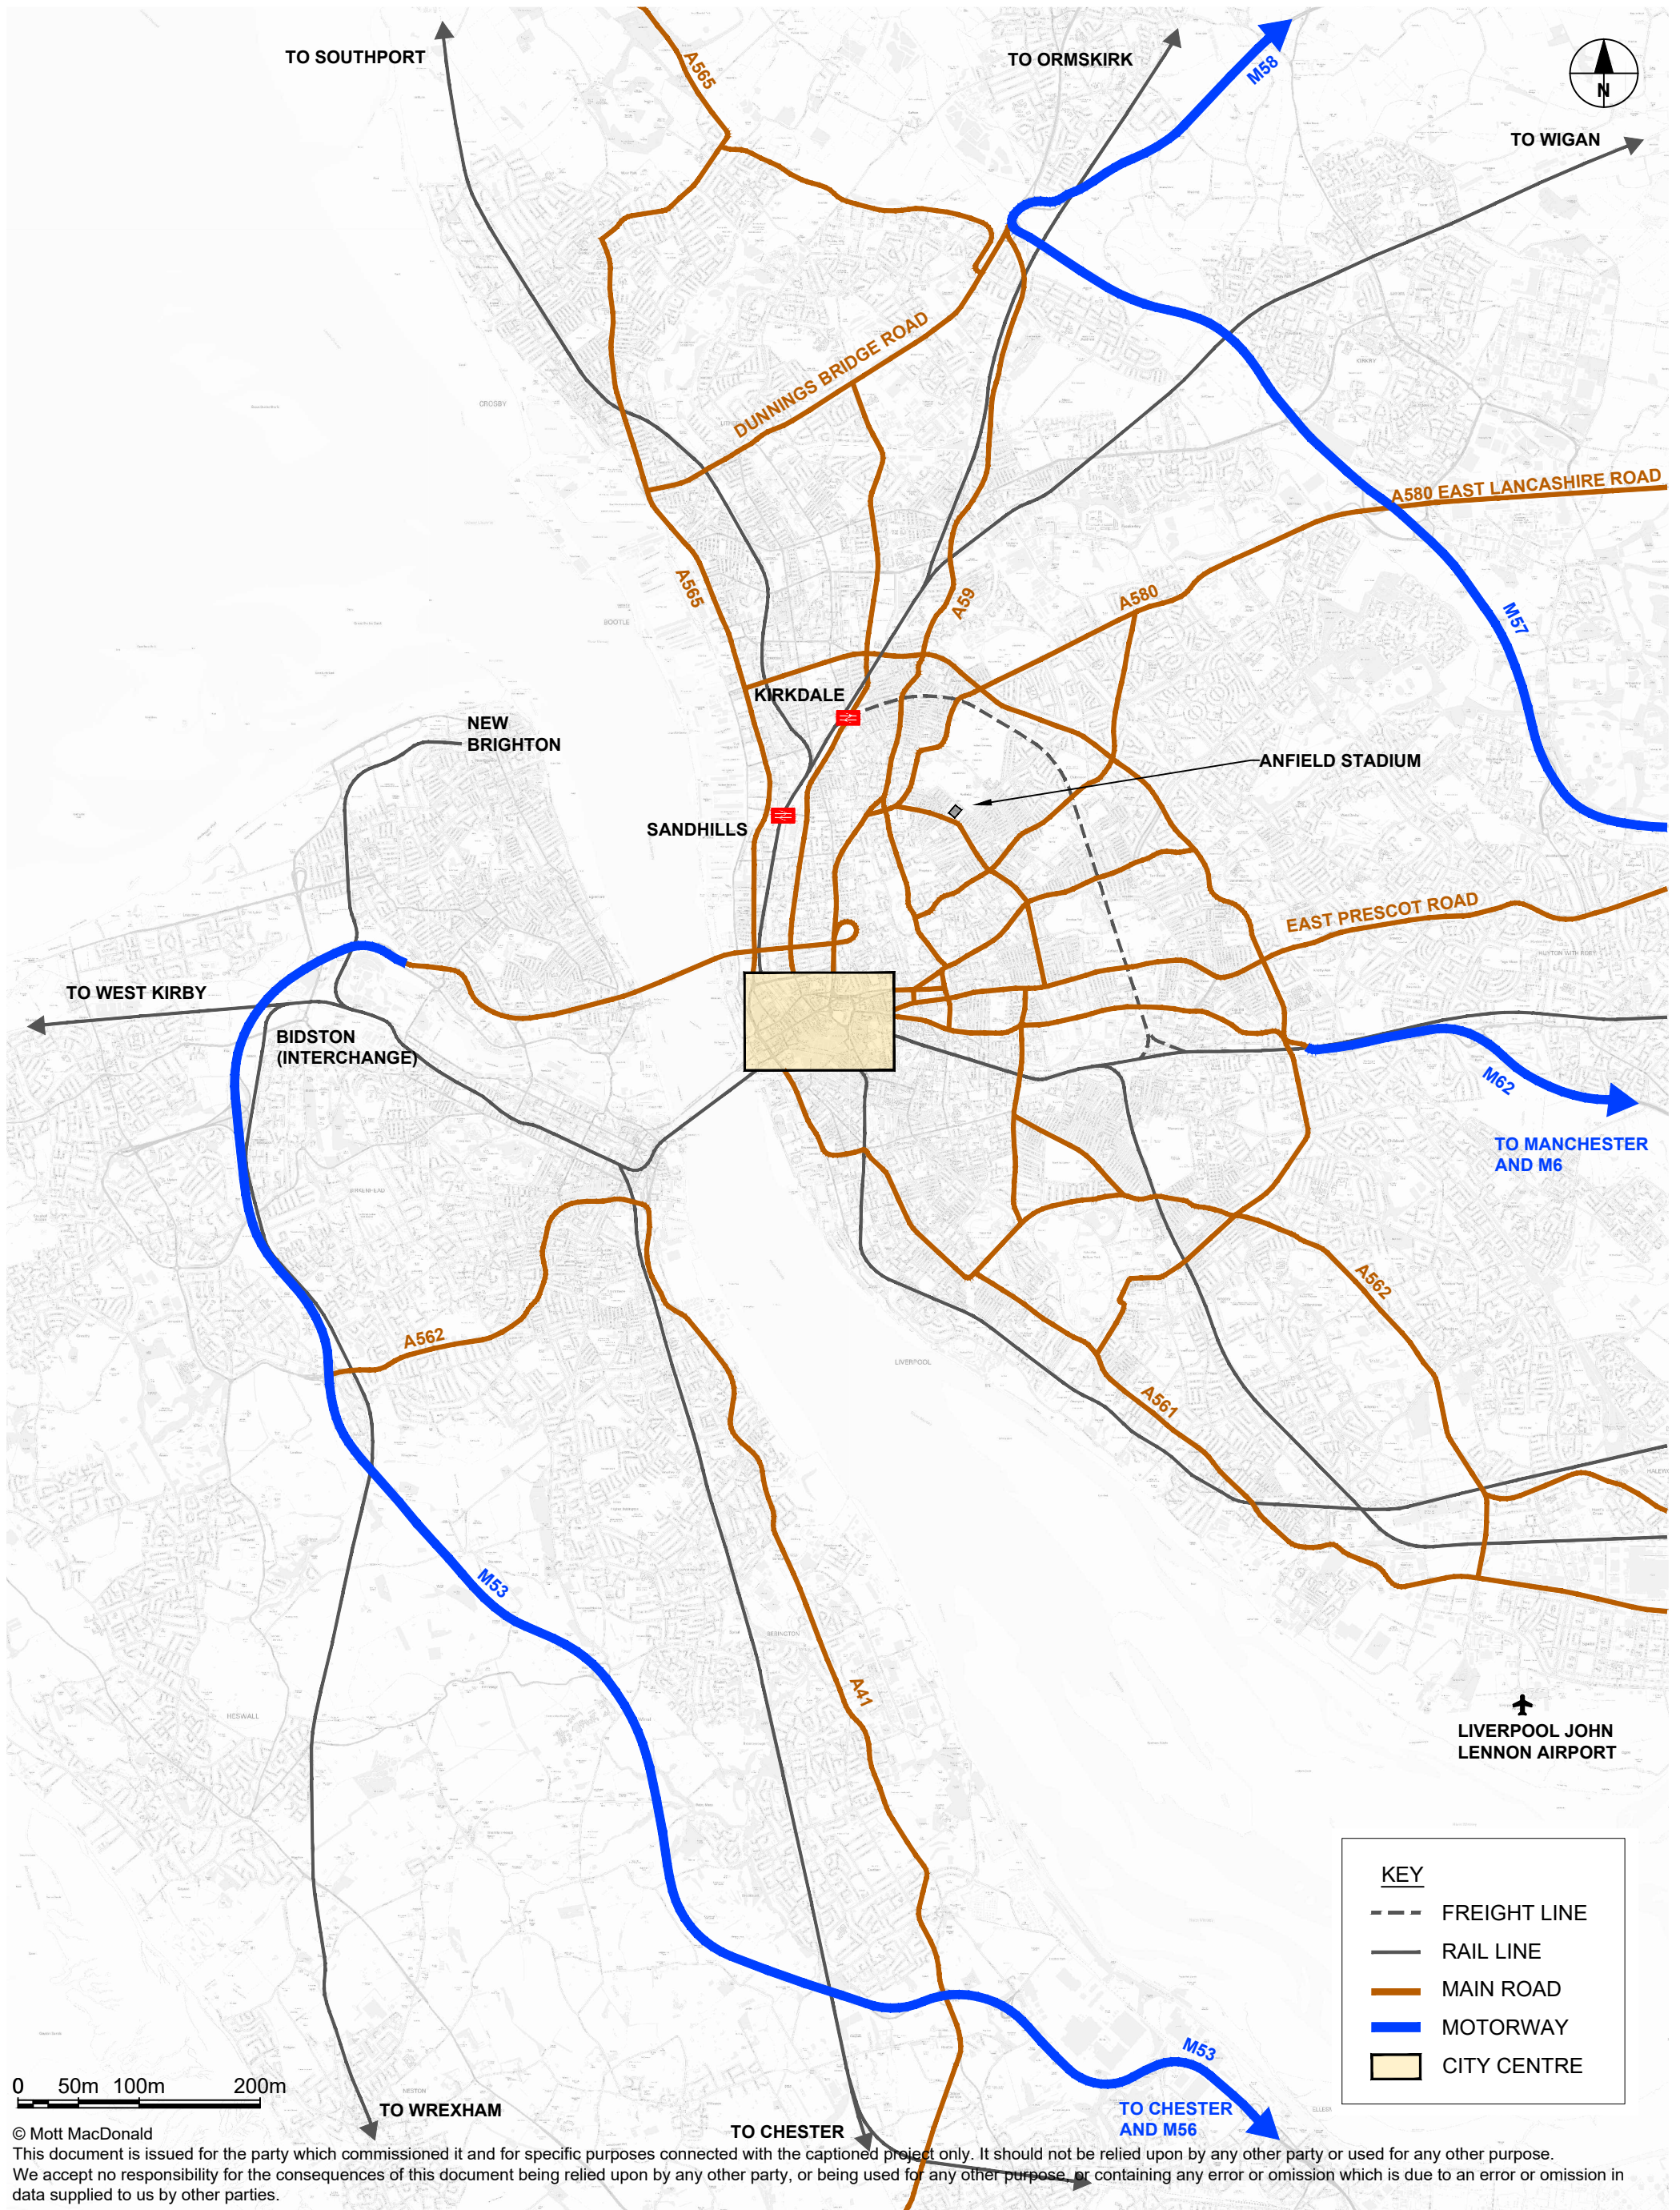 TO SOUTHPORT
A565
TO ORMSKIRK
M58
N
TO WIGAN
DUNNINGS BRIDGE ROAD
CROSBY
KIRKBY
A580 EAST LANCASHIRE ROAD
A565
A59
A580
M57
BOOTLE
KIRKDALE
NEW
BRIGHTON
ANFIELD STADIUM
SANDHILLS
EAST PRESCOT ROAD
TO WEST KIRBY
BIDSTON
(INTERCHANGE)
M62
TO MANCHESTER
AND M6
BIRKENHEAD
A562
A562
LIVERPOOL
A561
M53
BEBINGTON
A41
HESWALL
LIVERPOOL JOHN
LENNON AIRPORT
KEY
FREIGHT LINE
RAIL LINE
MAIN ROAD
MOTORWAY
CITY CENTRE
M53
0 50m 100m 200m
NESTON
TO WREXHAM
TO CHESTER
TO CHESTER
AND M56
© Mott MacDonald
This document is issued for the party which commissioned it and for specific purposes connected with the captioned project only. It should not be relied upon by any other party or used for any other purpose.
We accept no responsibility for the consequences of this document being relied upon by any other party, or being used for any other purpose, or containing any error or omission which is due to an error or omission in
data supplied to us by other parties.